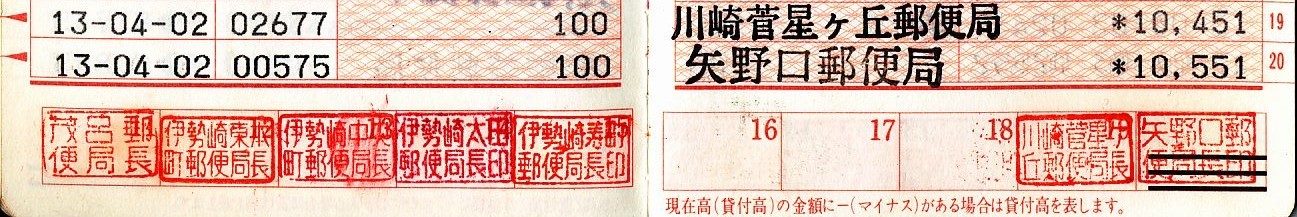 13-04-02 02677 100 川崎菅星ヶ丘郵便局 *10,451 19
13-04-02 00575 100 矢野口郵便局 *10,551 20
茂呂郵便局長
伊勢崎東本町郵便局長
伊勢崎中町郵便局長
伊勢崎太田郵便局長印
郵便局長印
16 17 18
川崎菅星ヶ丘郵便局長
矢野口郵便局長印
現在高(貸付高)の金額に-(マイナス)がある場合は貸付高を表します。